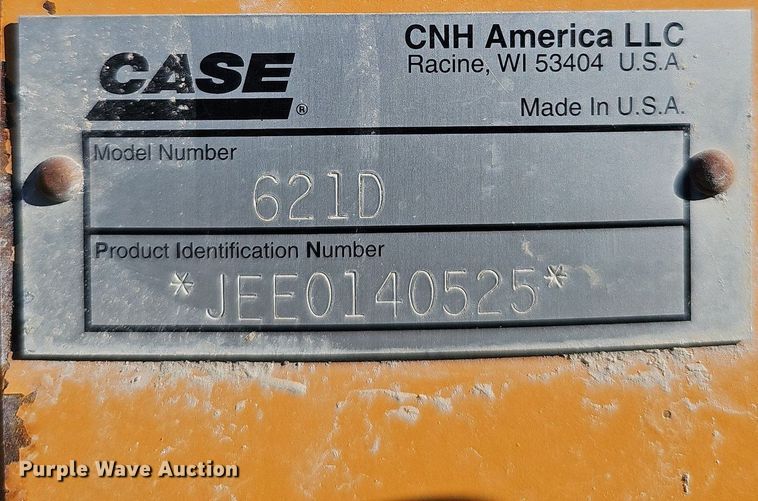 CASE®
CNH America LLC
Racine, WI 53404 U.S.A.
Made In U.S.A.
Model Number
621D
Product Identification Number
*JEE0140525*
Purple Wave Auction